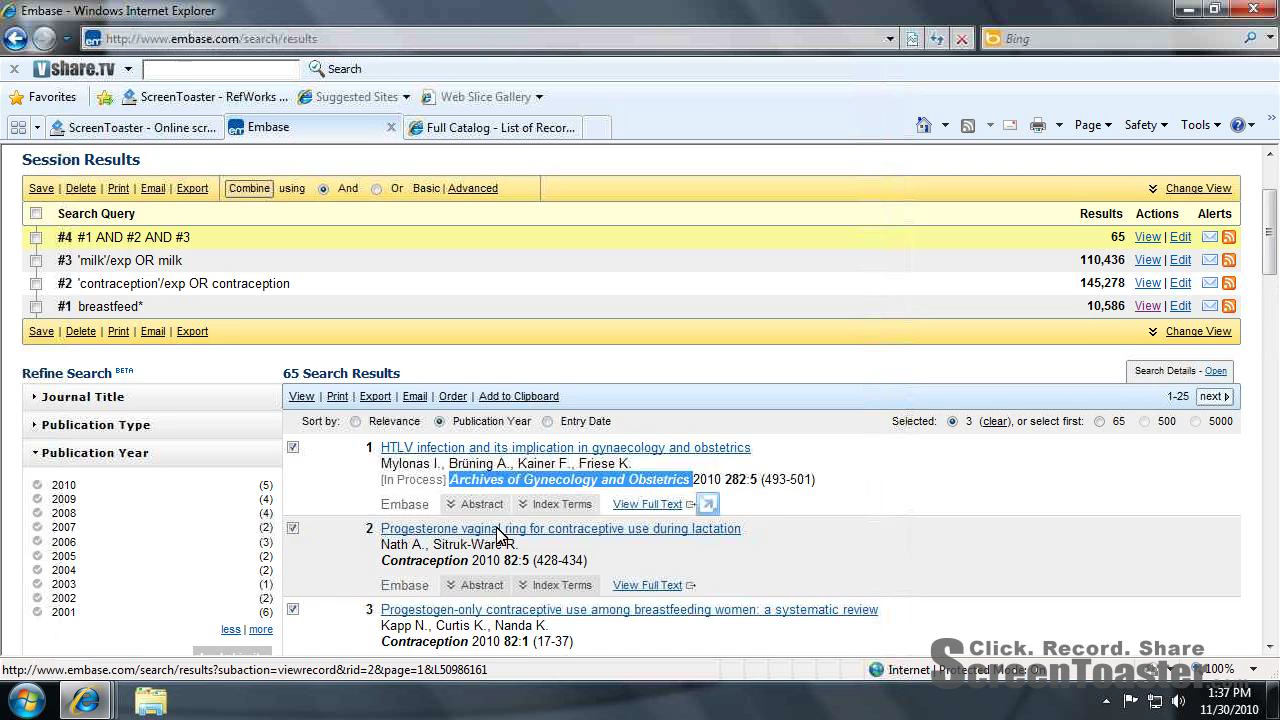 Embase - Windows Internet Explorer
http://www.embase.com/search/results
Bing
Vshare.TV Search
Favorites ScreenToaster - RefWorks ... Suggested Sites Web Slice Gallery
ScreenToaster - Online scr... Embase Full Catalog - List of Recor... Page Safety Tools
Session Results
Save | Delete | Print | Email | Export Combine using And Or Basic | Advanced Change View
Search Query Results Actions Alerts
#4 #1 AND #2 AND #3 65 View | Edit
#3 'milk'/exp OR milk 110,436 View | Edit
#2 'contraception'/exp OR contraception 145,278 View | Edit
#1 breastfeed* 10,586 View | Edit
Save | Delete | Print | Email | Export Change View
Refine Search BETA
65 Search Results
Search Details - Open
Journal Title
View | Print | Export | Email | Order | Add to Clipboard 1-25 next
Publication Type
Sort by: Relevance Publication Year Entry Date Selected: 3 (clear), or select first: 65 500 5000
Publication Year
2010 (5)
2009 (4)
2008 (4)
2007 (2)
2006 (3)
2005 (2)
2004 (2)
2003 (1)
2002 (2)
2001 (6)
less | more
1 HTLV infection and its implication in gynaecology and obstetrics
Mylonas I., Brüning A., Kainer F., Friese K.
[In Process] Archives of Gynecology and Obstetrics 2010 282:5 (493-501)
Embase Abstract Index Terms View Full Text
2 Progesterone vaginal ring for contraceptive use during lactation
Nath A., Sitruk-Ware R.
Contraception 2010 82:5 (428-434)
Embase Abstract Index Terms View Full Text
3 Progestogen-only contraceptive use among breastfeeding women: a systematic review
Kapp N., Curtis K., Nanda K.
Contraception 2010 82:1 (17-37)
Click. Record. Share
ScreenToaster.com
http://www.embase.com/search/results?subaction=viewrecord&rid=2&page=1&L50986161 Internet | Protected Mode: On 100%
1:37 PM
11/30/2010